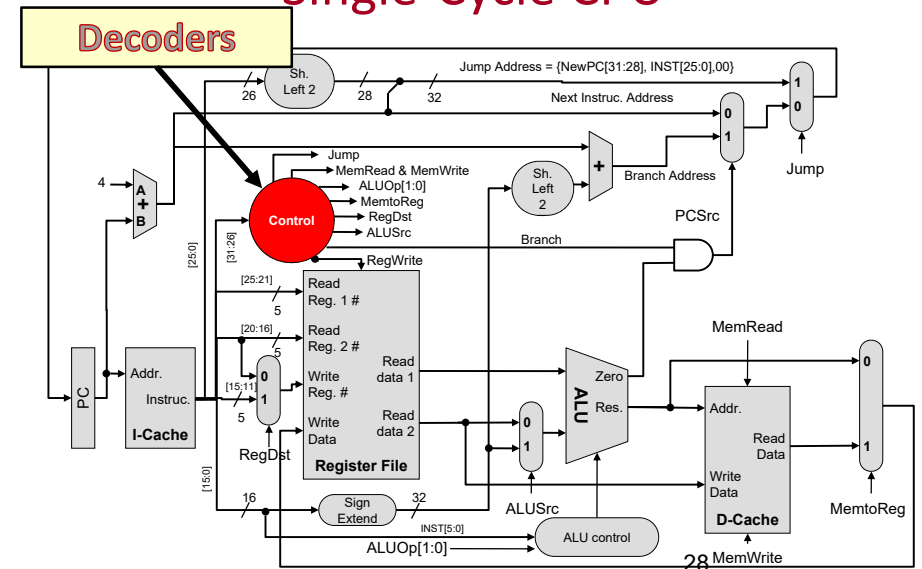 Single-Cycle CPU
Decoders
Sh.
Left 2
26
28
32
Jump Address = {NewPC[31:28], INST[25:0],00}
Next Instruc. Address
1
0
0
1
Jump
Jump
MemRead & MemWrite
ALUOp[1:0]
MemtoReg
RegDst
ALUSrc
Control
4
A
+
B
Sh.
Left
2
+
Branch Address
PCSrc
Branch
RegWrite
[25:0]
[31:26]
[25:21]
5
Read
Reg. 1 #
[20:16]
5
Read
Reg. 2 #
Write
Reg. #
Write
Data
Read
data 1
Read
data 2
Register File
0
1
[15:11]
5
RegDst
PC
Addr.
Instruc.
I-Cache
[15:0]
16
Sign
Extend
32
INST[5:0]
ALUOp[1:0]
ALU control
0
1
ALUSrc
ALU
Zero
Res.
MemRead
Addr.
Read
Data
Write
Data
D-Cache
MemWrite
0
1
MemtoReg
28